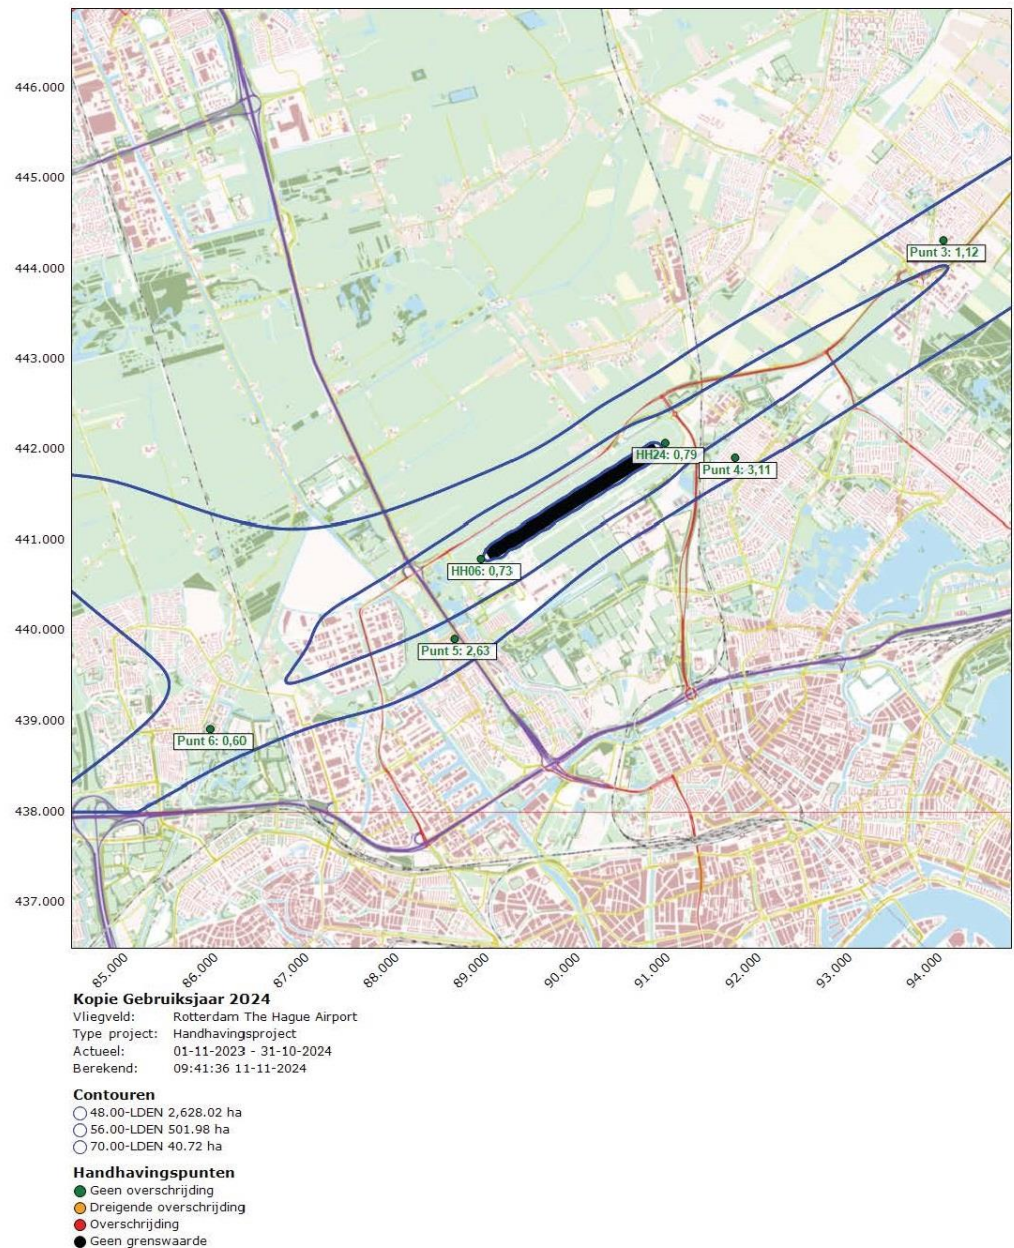 446.000
445.000
444.000
443.000
442.000
441.000
440.000
439.000
438.000
437.000
Punt 3: 1,12
HH24: 0,79
Punt 4: 3,11
HH06: 0,73
Punt 5: 2,63
Punt 6: 0,60
85.000
86.000
87.000
88.000
89.000
90.000
91.000
92.000
93.000
94.000
Kopie Gebruiksjaar 2024
Vliegveld: Rotterdam The Hague Airport
Type project: Handhavingsproject
Actueel: 01-11-2023 - 31-10-2024
Berekend: 09:41:36 11-11-2024
Contouren
48.00-LDEN 2,628.02 ha
56.00-LDEN 501.98 ha
70.00-LDEN 40.72 ha
Handhavingspunten
Geen overschrijding
Dreigende overschrijding
Overschrijding
Geen grenswaarde